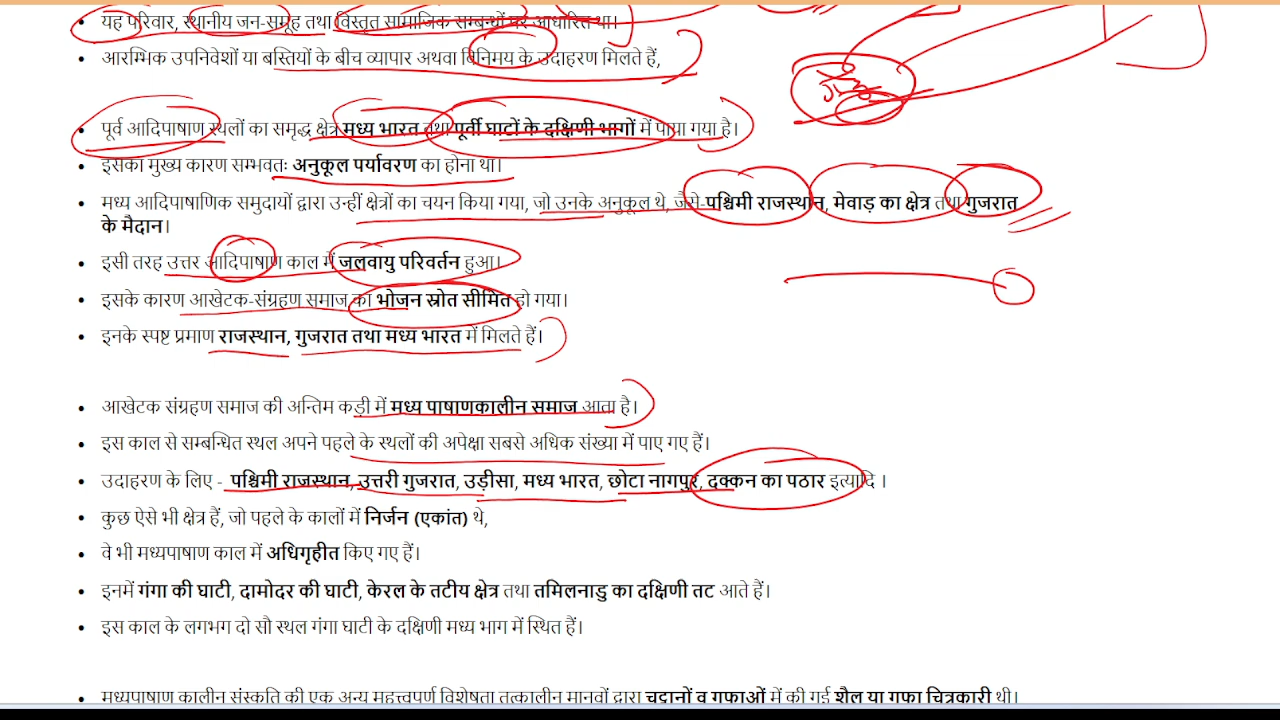 यह परिवार, स्थानीय जन-समूह तथा विस्तृत सामाजिक सम्बन्धों पर आधारित था।
आरम्भिक उपनिवेशों या बस्तियों के बीच व्यापार अथवा विनिमय के उदाहरण मिलते हैं,
पूर्व आदिपाषाण स्थलों का समृद्ध क्षेत्र मध्य भारत तथा पूर्वी घाटों के दक्षिणी भागों में पाया गया है।
इसका मुख्य कारण सम्भवतः अनुकूल पर्यावरण का होना था।
मध्य आदिपाषाणिक समुदायों द्वारा उन्हीं क्षेत्रों का चयन किया गया, जो उनके अनुकूल थे, जैसे-पश्चिमी राजस्थान, मेवाड़ का क्षेत्र तथा गुजरात
के मैदान।
इसी तरह उत्तर आदिपाषाण काल में जलवायु परिवर्तन हुआ।
इसके कारण आखेटक-संग्रहण समाज का भोजन स्रोत सीमित हो गया।
इनके स्पष्ट प्रमाण राजस्थान, गुजरात तथा मध्य भारत में मिलते हैं।
आखेटक संग्रहण समाज की अन्तिम कड़ी में मध्य पाषाणकालीन समाज आता है।
इस काल से सम्बन्धित स्थल अपने पहले के स्थलों की अपेक्षा सबसे अधिक संख्या में पाए गए हैं।
उदाहरण के लिए - पश्चिमी राजस्थान, उत्तरी गुजरात, उड़ीसा, मध्य भारत, छोटा नागपुर, दक्कन का पठार इत्यादि ।
कुछ ऐसे भी क्षेत्र हैं, जो पहले के कालों में निर्जन (एकांत) थे,
वे भी मध्यपाषाण काल में अधिगृहीत किए गए हैं।
इनमें गंगा की घाटी, दामोदर की घाटी, केरल के तटीय क्षेत्र तथा तमिलनाडु का दक्षिणी तट आते हैं।
इस काल के लगभग दो सौ स्थल गंगा घाटी के दक्षिणी मध्य भाग में स्थित हैं।
मध्यपाषाण कालीन संस्कृति की एक अन्य महत्त्वपूर्ण विशेषता तत्कालीन मानवों द्वारा चट्टानों व गफाओं में की गई शैल या गफा चित्रकारी थी।